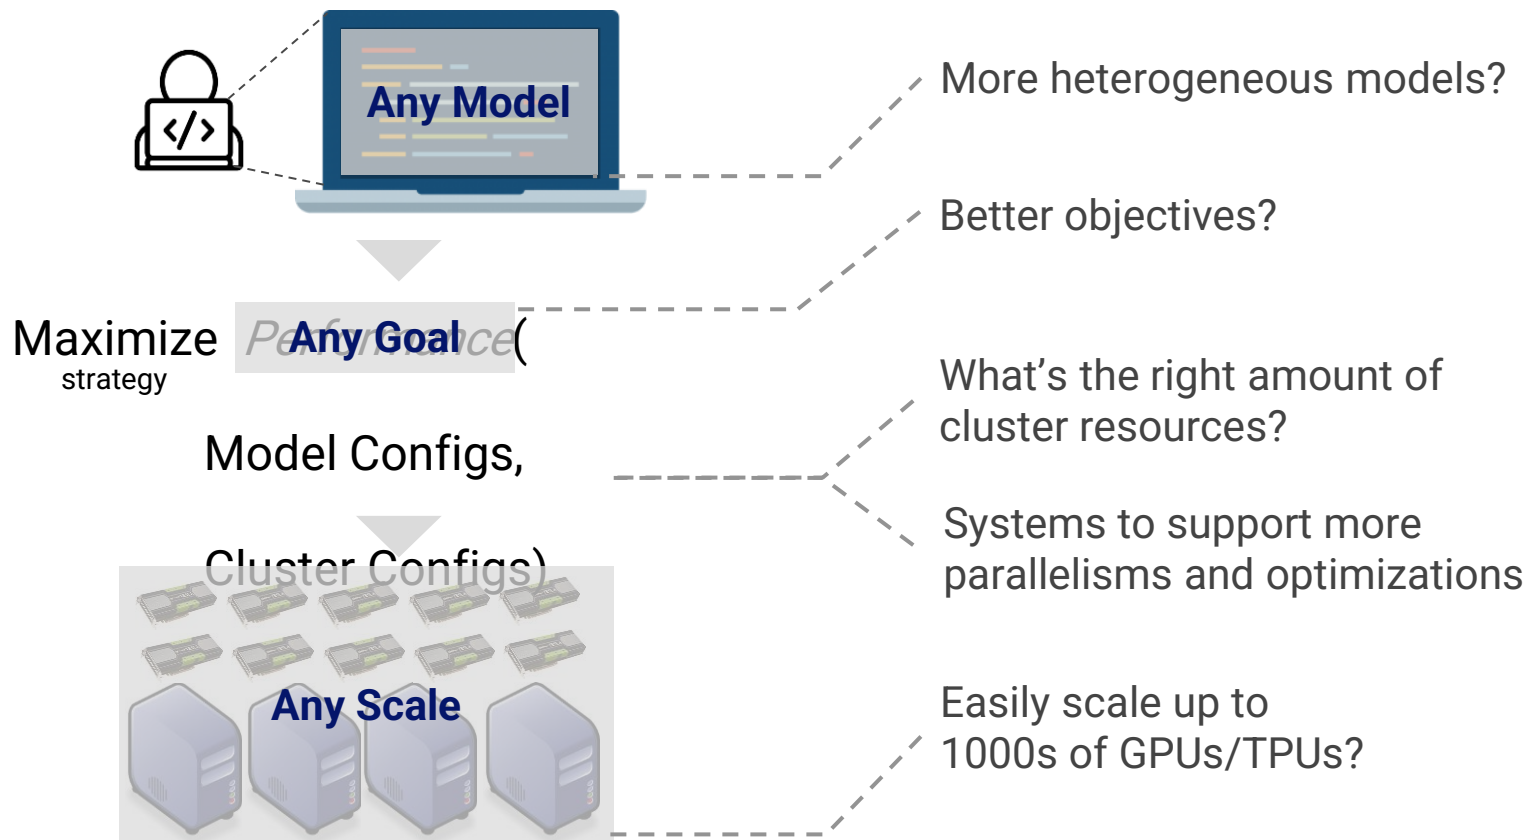 </>
Any Model
More heterogeneous models?
Better objectives?
Maximize Performance(
Any Goal
strategy
What’s the right amount of
cluster resources?
Model Configs,
Systems to support more
parallelisms and optimizations
Cluster Configs)
Any Scale
Easily scale up to
1000s of GPUs/TPUs?